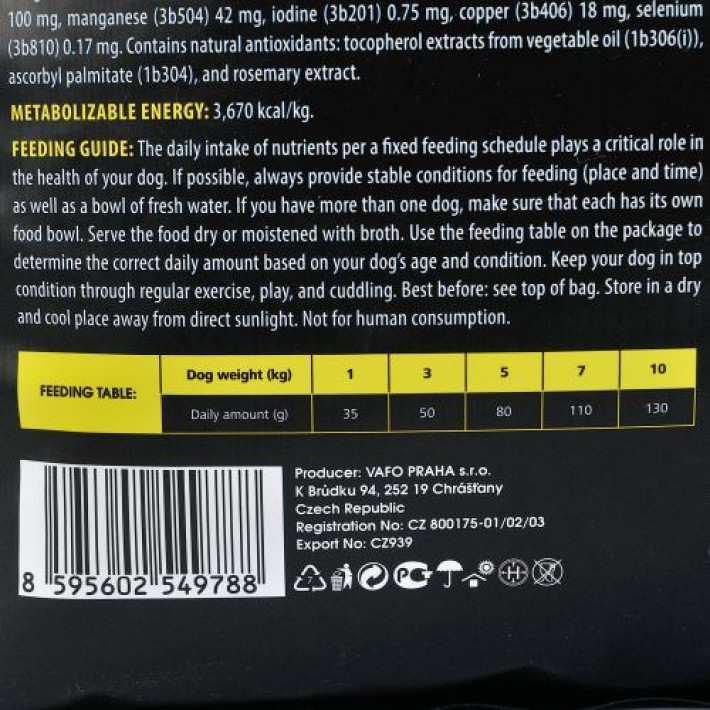 100 mg, manganese (3b504) 42 mg, iodine (3b201) 0.75 mg, copper (3b406) 18 mg, selenium
(3b810) 0.17 mg. Contains natural antioxidants: tocopherol extracts from vegetable oil (1b306(i)),
ascorbyl palmitate (1b304), and rosemary extract.
METABOLIZABLE ENERGY: 3,670 kcal/kg.
FEEDING GUIDE: The daily intake of nutrients per a fixed feeding schedule plays a critical role in
the health of your dog. If possible, always provide stable conditions for feeding (place and time)
as well as a bowl of fresh water. If you have more than one dog, make sure that each has its own
food bowl. Serve the food dry or moistened with broth. Use the feeding table on the package to
determine the correct daily amount based on your dog's age and condition. Keep your dog in top
condition through regular exercise, play, and cuddling. Best before: see top of bag. Store in a dry
and cool place away from direct sunlight. Not for human consumption.
FEEDING TABLE:
Dog weight (kg) 1 3 5 7 10
Daily amount (g) 35 50 80 110 130
Producer: VAFO PRAHA s.r.o.
K Brůdku 94, 252 19 Chrášťany
Czech Republic
Registration No: CZ 800175-01/02/03
Export No: CZ939
8 595602 549788
7 PG H